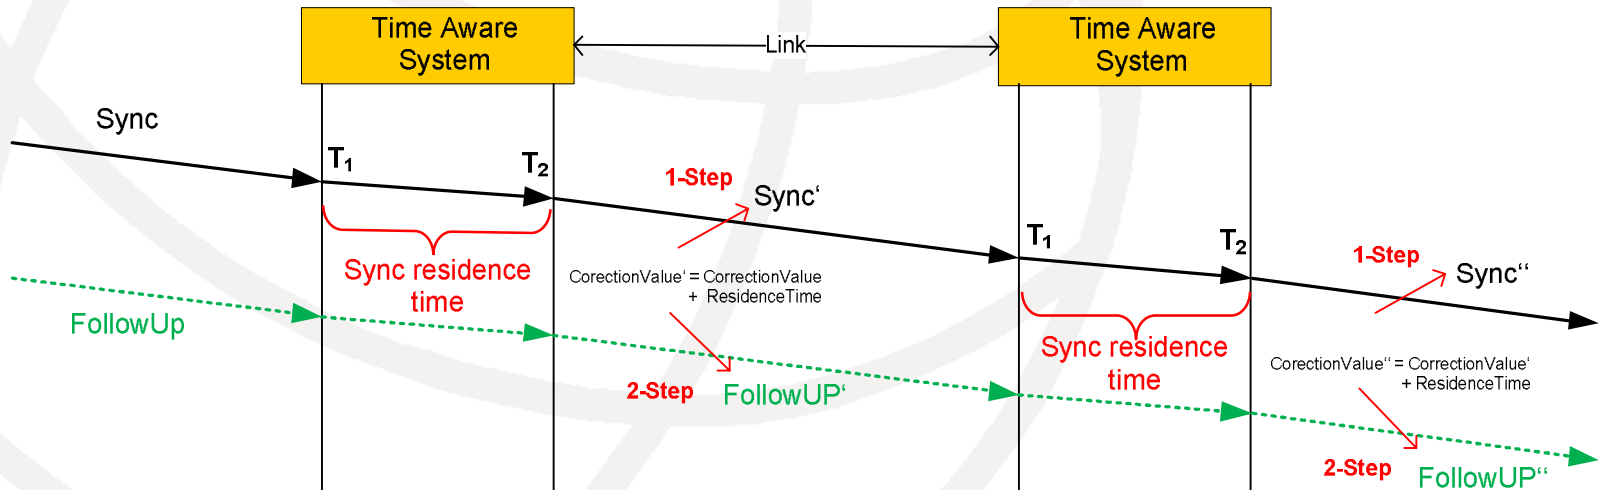 Time Aware
System
Link
Time Aware
System
Sync
T₁
T₂
1-Step
Sync‘
Sync residence
time
CorectionValue‘ = CorrectionValue
+ ResidenceTime
FollowUp
2-Step
FollowUP‘
T₁
T₂
1-Step
Sync‘‘
Sync residence
time
CorectionValue‘‘ = CorrectionValue‘
+ ResidenceTime
2-Step
FollowUP‘‘